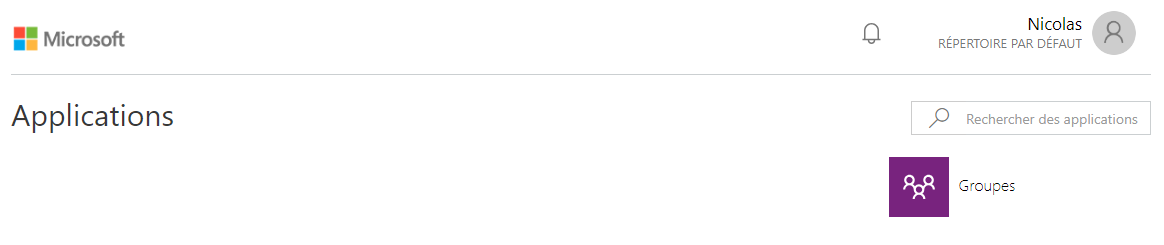 Microsoft
Nicolas
RÉPERTOIRE PAR DÉFAUT
Applications
Rechercher des applications
Groupes